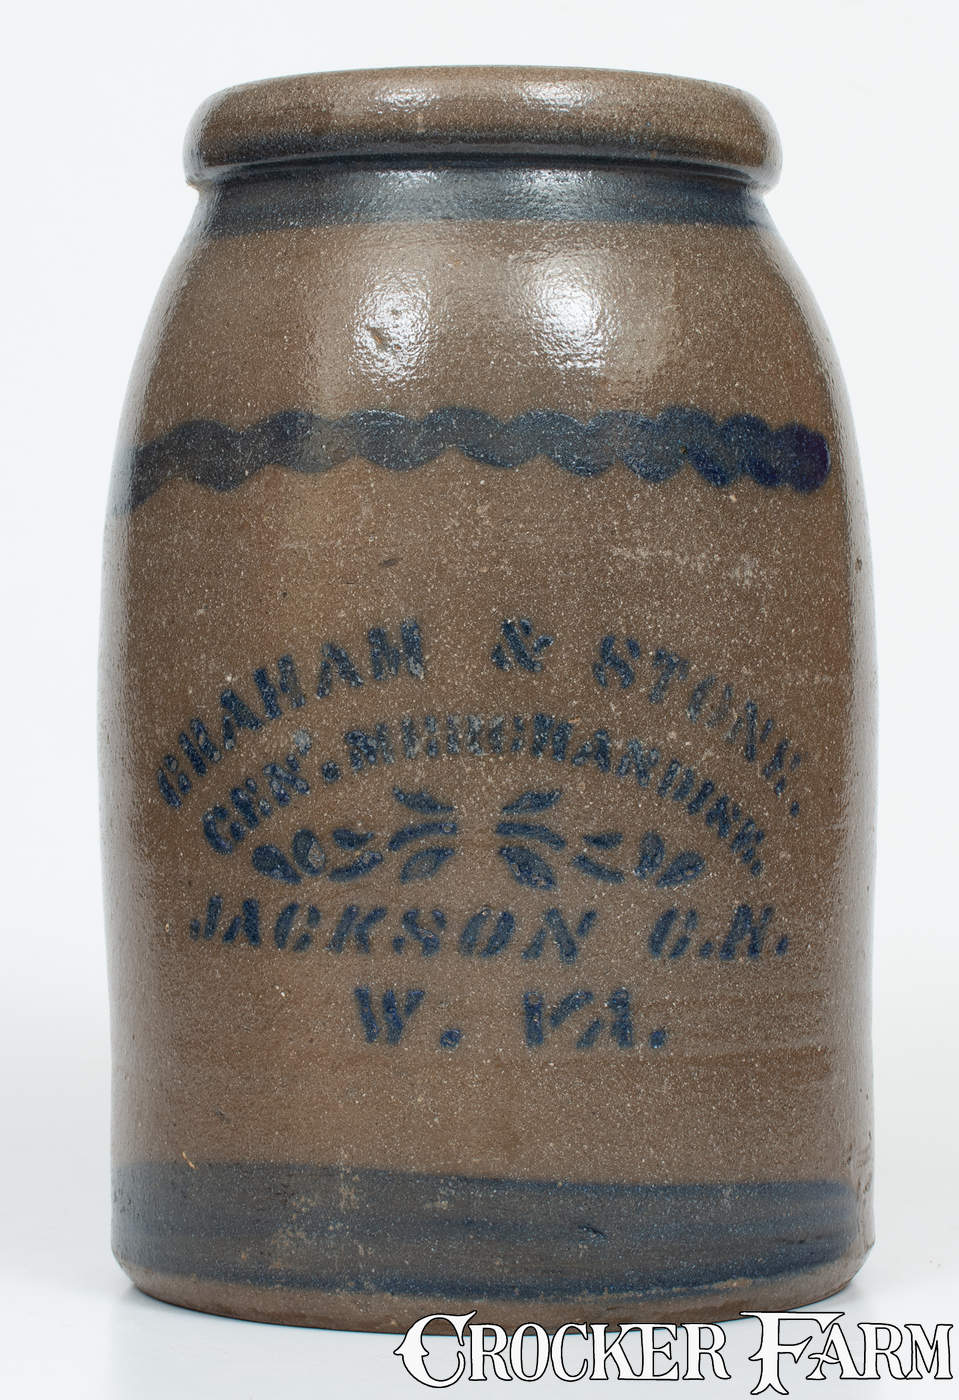 GRAHAM & STONE.
GEN'. MERCHANDISE.
JACKSON C.H.
W. VA.
CROCKER FARM